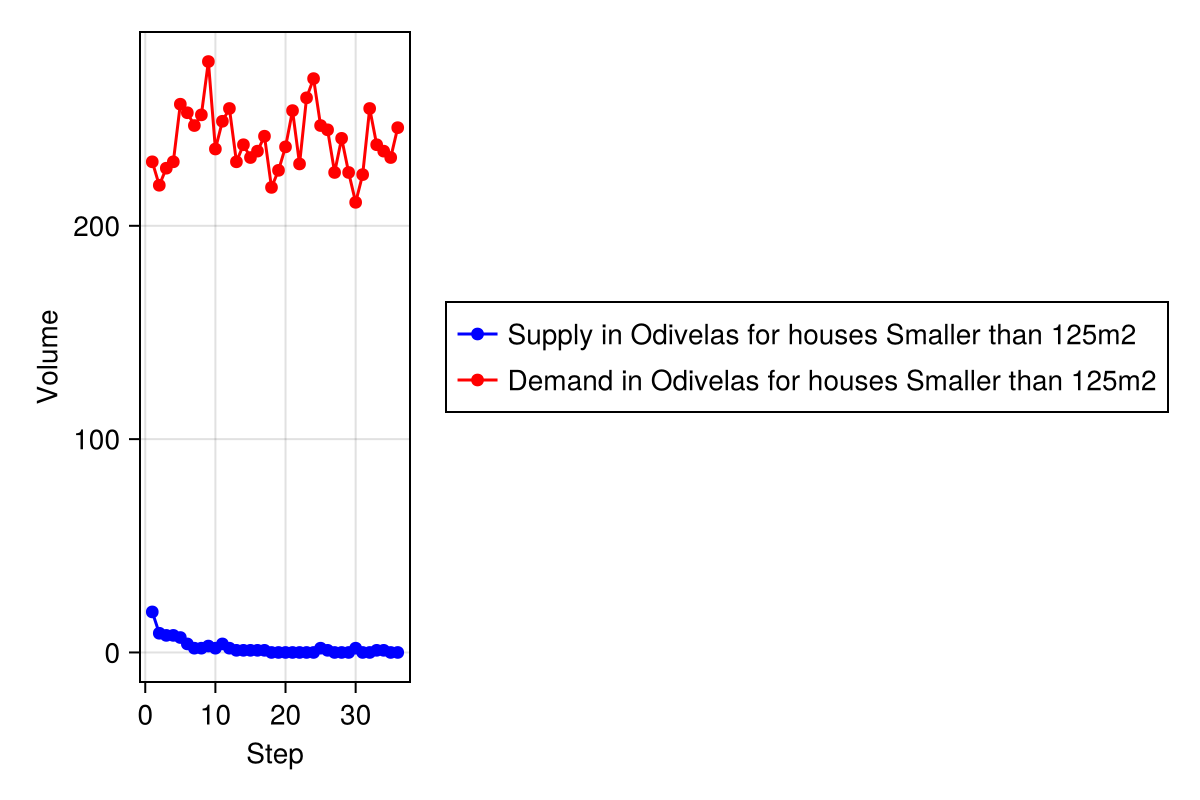 Volume
200
100
0
0 10 20 30
Step
Supply in Odivelas for houses Smaller than 125m2
Demand in Odivelas for houses Smaller than 125m2